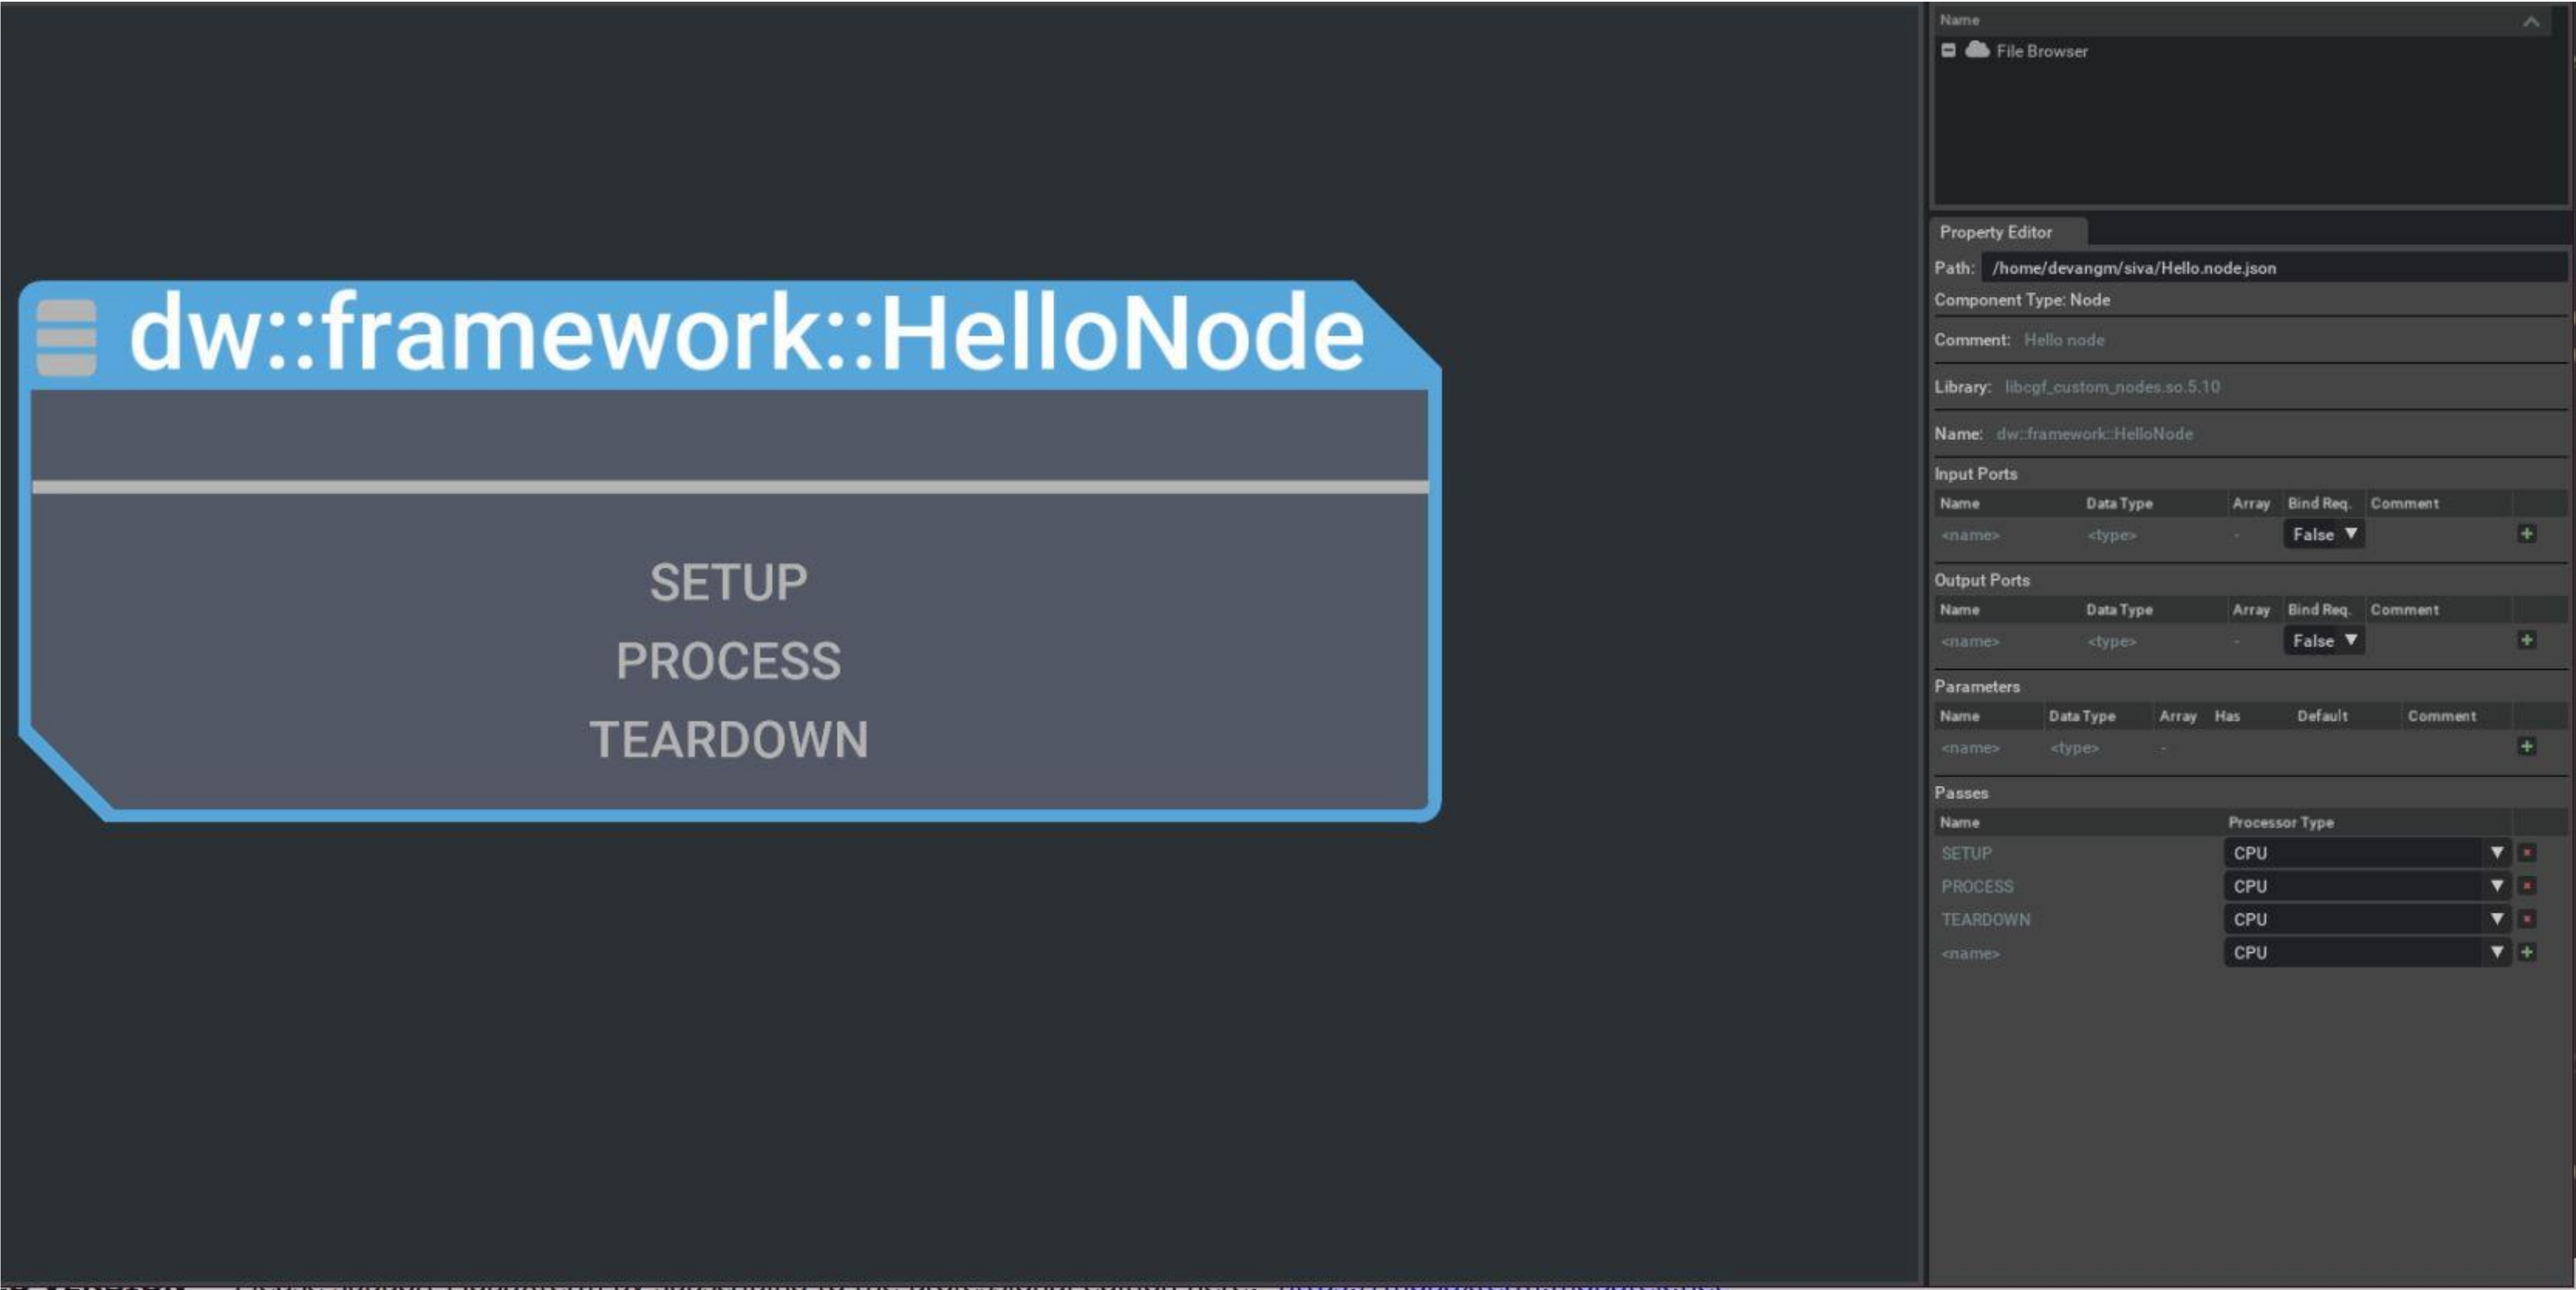 dw::framework::HelloNode
SETUP
PROCESS
TEARDOWN
Name
File Browser
Property Editor
Path: /home/devangm/siva/Hello.node.json
Component Type: Node
Comment: Hello node
Library: libcgf_custom_nodes.so.5.10
Name: dw::framework::HelloNode
Input Ports
Name Data Type Array Bind Req. Comment
<name> <type> - False
Output Ports
Name Data Type Array Bind Req. Comment
<name> <type> - False
Parameters
Name Data Type Array Has Default Comment
<name> <type> -
Passes
Name Processor Type
SETUP CPU
PROCESS CPU
TEARDOWN CPU
<name> CPU